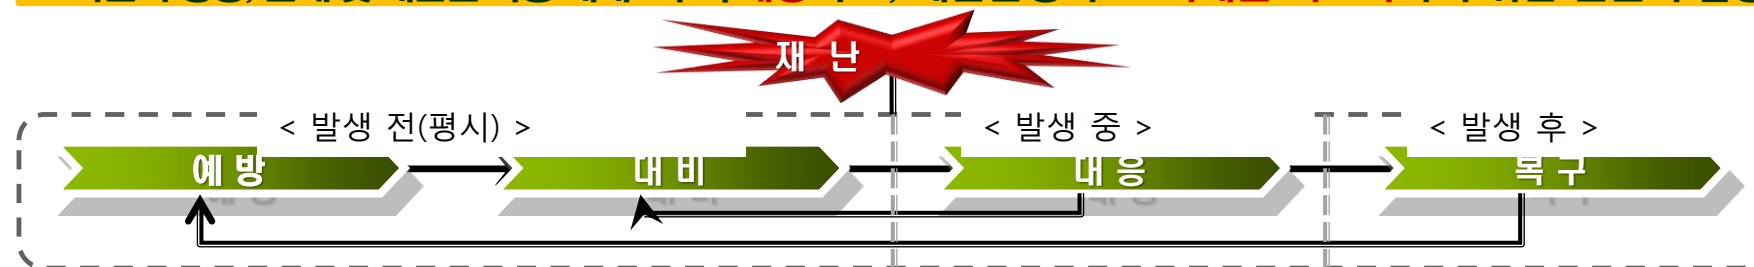 재 난
< 발생 전(평시) >
< 발생 중 >
< 발생 후 >
예 방
대 비
대 응
복 구